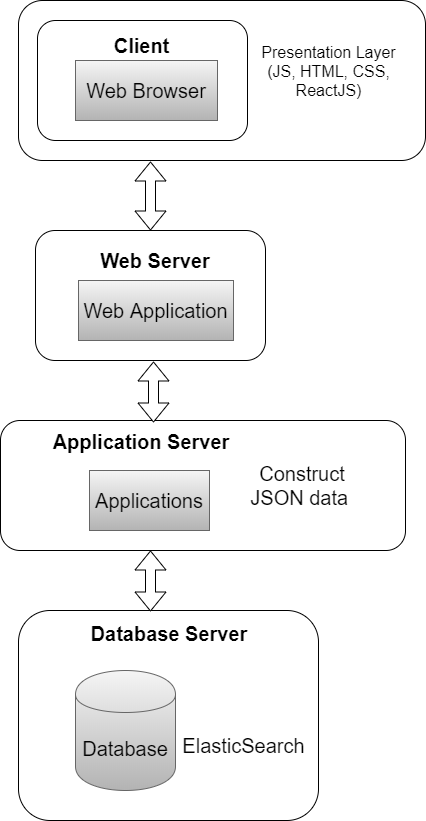 Client
Web Browser
Presentation Layer
(JS, HTML, CSS,
ReactJS)
Web Server
Web Application
Application Server
Applications
Construct
JSON data
Database Server
Database
ElasticSearch